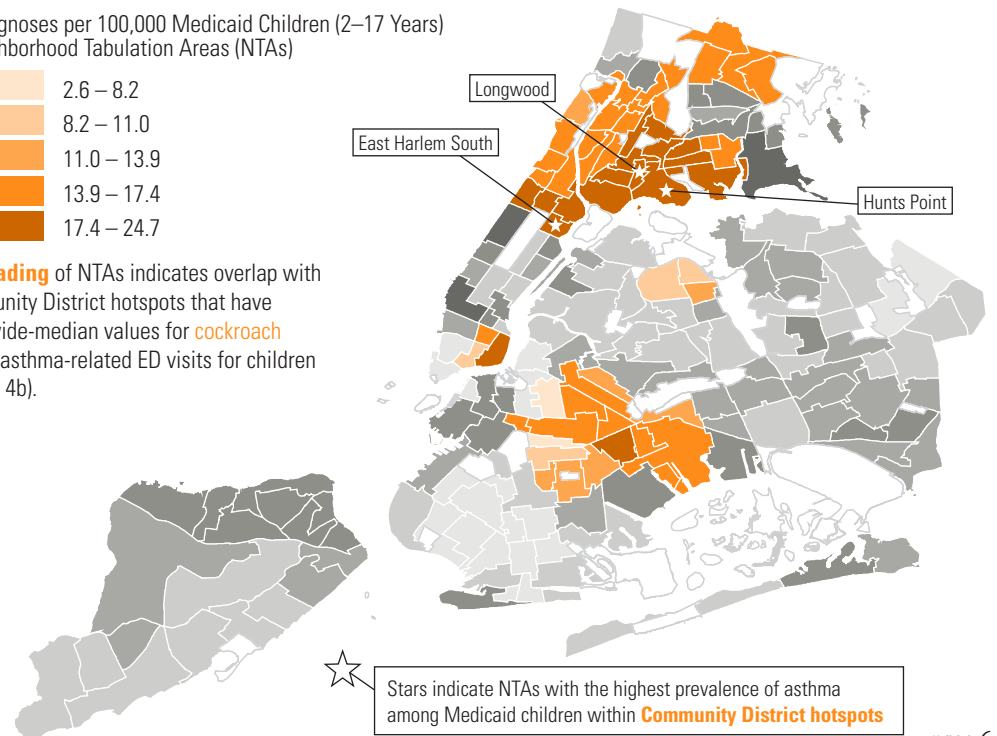 gnoses per 100,000 Medicaid Children (2–17 Years)
hborhood Tabulation Areas (NTAs)
2.6 – 8.2
8.2 – 11.0
11.0 – 13.9
13.9 – 17.4
17.4 – 24.7
Longwood
East Harlem South
Hunts Point
ading of NTAs indicates overlap with
unity District hotspots that have
vide-median values for cockroach
asthma-related ED visits for children
4b).
Stars indicate NTAs with the highest prevalence of asthma
among Medicaid children within Community District hotspots